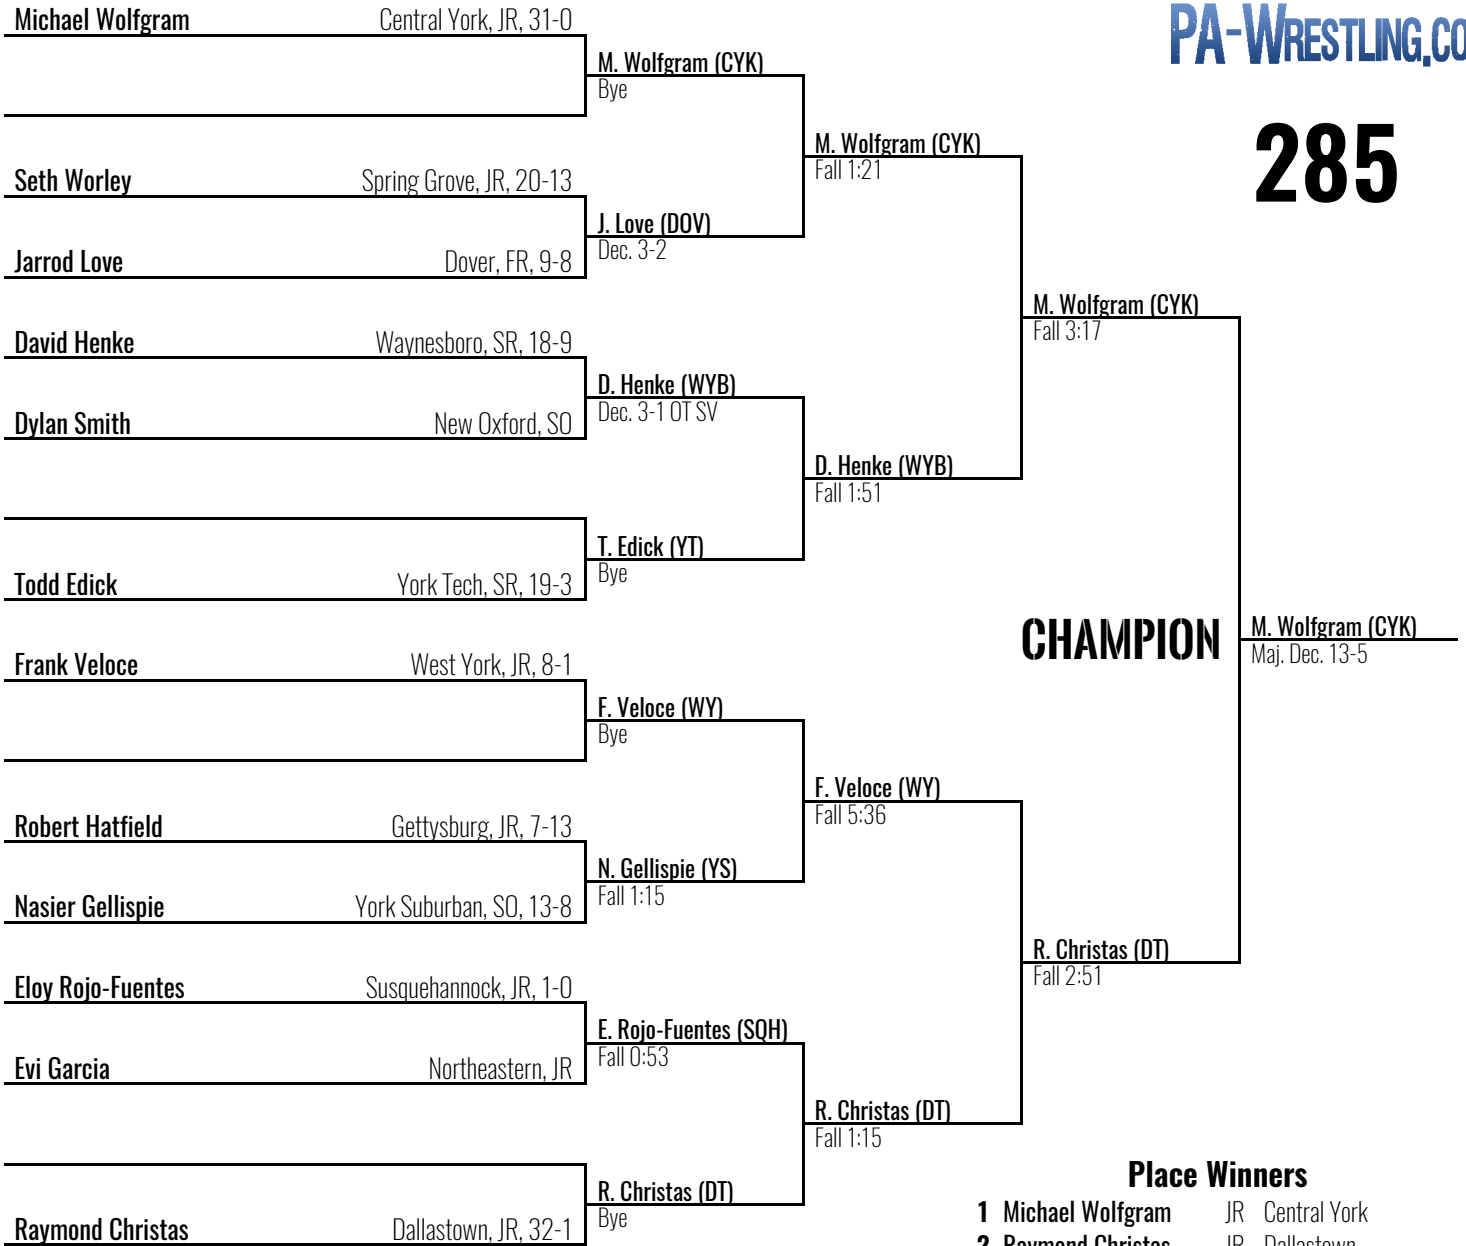 Michael Wolfgram Central York, JR, 31-0
PA-WRESTLING.CO
M. Wolfgram (CYK)
Bye
285
M. Wolfgram (CYK)
Fall 1:21
Seth Worley Spring Grove, JR, 20-13
J. Love (DOV)
Dec. 3-2
Jarrod Love Dover, FR, 9-8
M. Wolfgram (CYK)
Fall 3:17
David Henke Waynesboro, SR, 18-9
D. Henke (WYB)
Dec. 3-1 OT SV
Dylan Smith New Oxford, SO
D. Henke (WYB)
Fall 1:51
T. Edick (YT)
Bye
Todd Edick York Tech, SR, 19-3
CHAMPION
M. Wolfgram (CYK)
Maj. Dec. 13-5
Frank Veloce West York, JR, 8-1
F. Veloce (WY)
Bye
F. Veloce (WY)
Fall 5:36
Robert Hatfield Gettysburg, JR, 7-13
N. Gellispie (YS)
Fall 1:15
Nasier Gellispie York Suburban, SO, 13-8
R. Christas (DT)
Fall 2:51
Eloy Rojo-Fuentes Susquehannock, JR, 1-0
E. Rojo-Fuentes (SQH)
Fall 0:53
Evi Garcia Northeastern, JR
R. Christas (DT)
Fall 1:15
R. Christas (DT)
Bye
Raymond Christas Dallastown, JR, 32-1
Place Winners
1 Michael Wolfgram JR Central York
2 Raymond Christas JR Dallastown